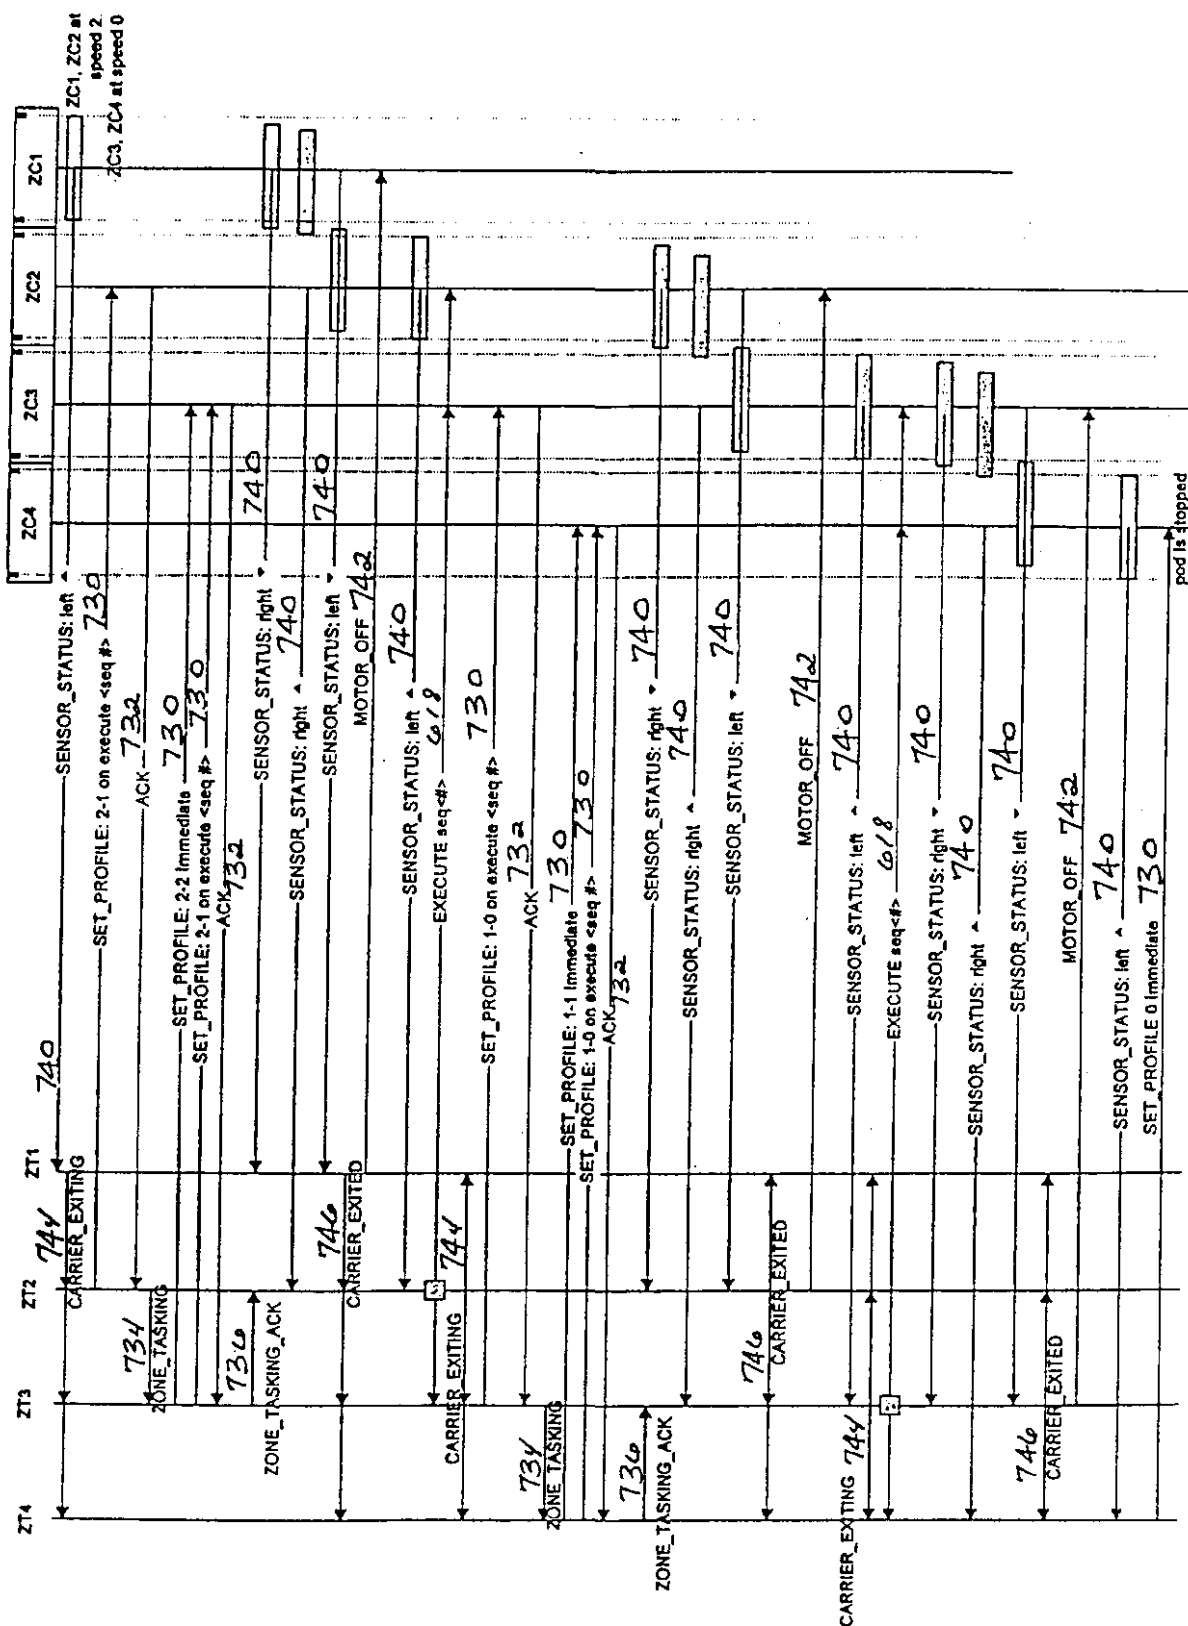 ZT4
ZT3
ZT2
ZT1
ZC4
ZC3
ZC2
ZC1
ZC1, ZC2 at
speed 2.
ZC3, ZC4 at speed 0
740
SENSOR_STATUS: left
744
CARRIER_EXITING
SET_PROFILE: 2-1 on execute <seq #> 730
ACK 732
734
ZONE_TASKING
SET_PROFILE: 2-2 Immediate 730
SET_PROFILE: 2-1 on execute <seq #> 730
ACK 732
736
ZONE_TASKING_ACK
SENSOR_STATUS: right 740
SENSOR_STATUS: right 740
SENSOR_STATUS: left 740
746
CARRIER_EXITED
MOTOR_OFF 742
SENSOR_STATUS: left 740
EXECUTE seq<#> 618
744
CARRIER_EXITING
SET_PROFILE: 1-0 on execute <seq #> 730
ACK 732
734
ZONE_TASKING
SET_PROFILE: 1-1 Immediate 730
SET_PROFILE: 1-0 on execute <seq #> 730
ACK 732
736
ZONE_TASKING_ACK
SENSOR_STATUS: right 740
SENSOR_STATUS: right 740
SENSOR_STATUS: left 740
746
CARRIER_EXITED
MOTOR_OFF 742
SENSOR_STATUS: left 740
CARRIER_EXITING 744
EXECUTE seq<#> 618
SENSOR_STATUS: right 740
SENSOR_STATUS: right 740
SENSOR_STATUS: left 740
746
CARRIER_EXITED
MOTOR_OFF 742
SENSOR_STATUS: left 740
SET_PROFILE 0 Immediate 730
pod is stopped